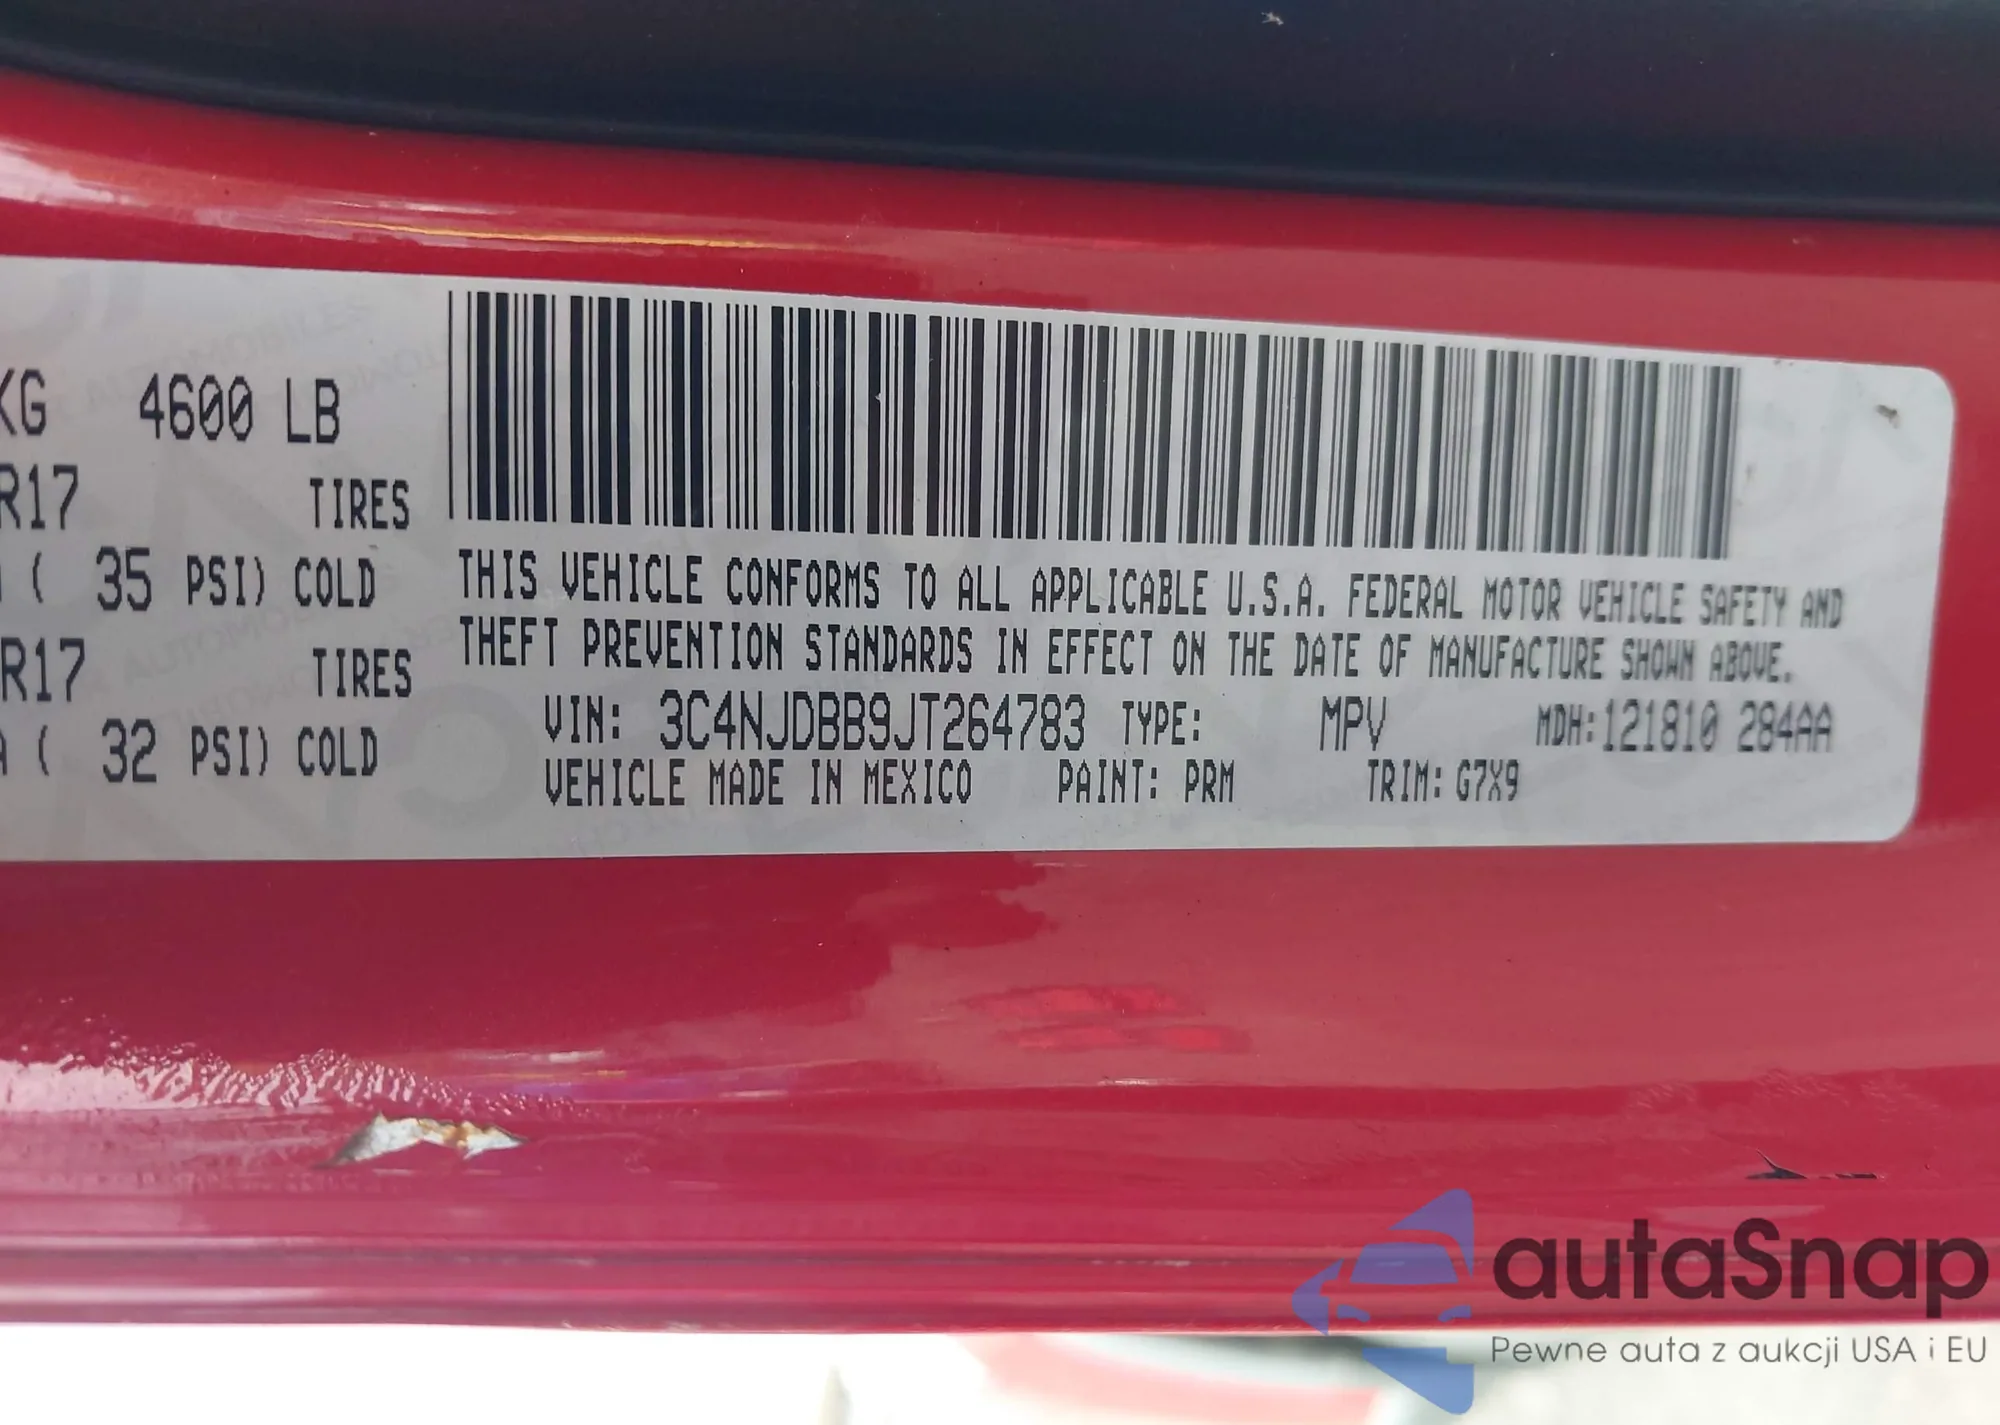 KG 4600 LB
R17 TIRES
( 35 PSI) COLD
R17 TIRES
( 32 PSI) COLD
THIS VEHICLE CONFORMS TO ALL APPLICABLE U.S.A. FEDERAL MOTOR VEHICLE SAFETY AND
THEFT PREVENTION STANDARDS IN EFFECT ON THE DATE OF MANUFACTURE SHOWN ABOVE.
VIN: 3C4NJDBB9JT264783 TYPE: MPV MDH:121810 284AA
VEHICLE MADE IN MEXICO PAINT: PRM TRIM: G7X9
autaSnap
Pewne auta z aukcji USA i EU